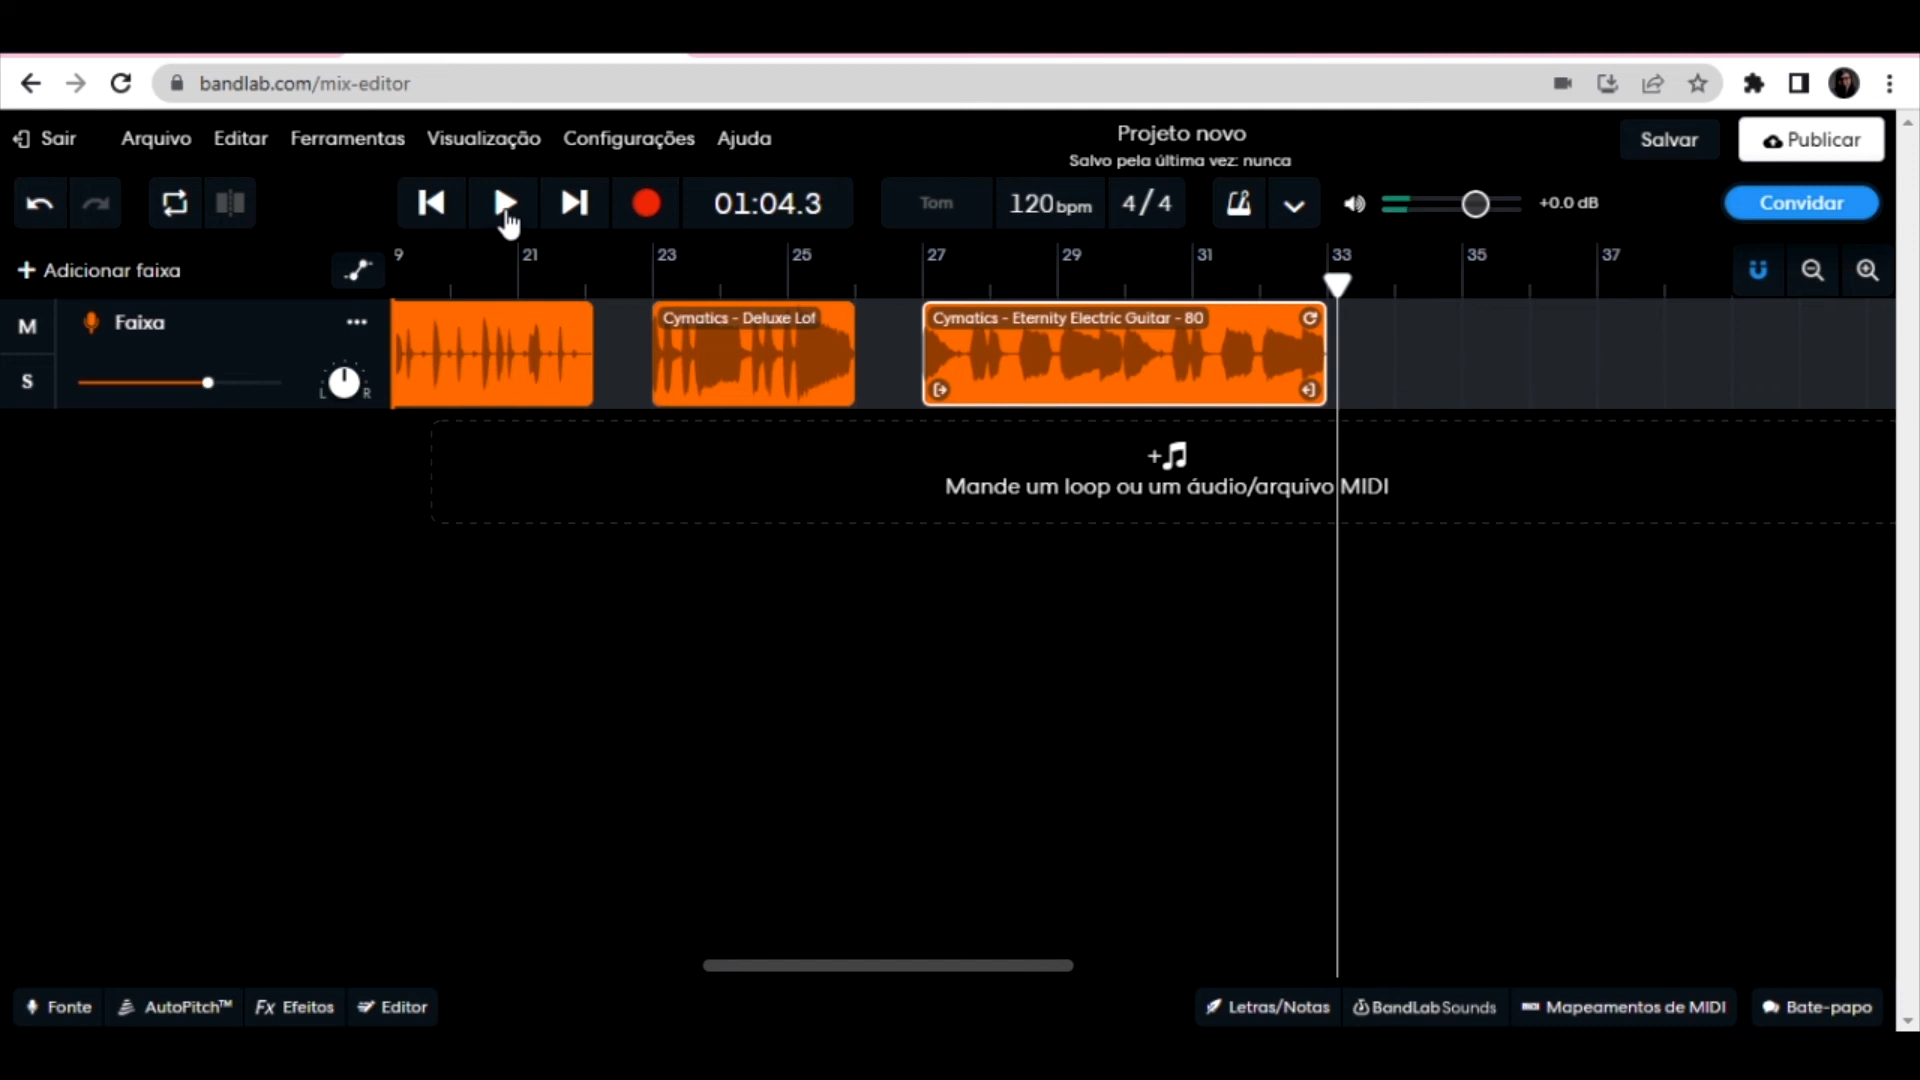 bandlab.com/mix-editor
Sair Arquivo Editar Ferramentas Visualização Configurações Ajuda
Projeto novo
Salvo pela última vez: nunca
Salvar Publicar
01:04.3 Tom 120bpm 4/4 +0.0 dB Convidar
+ Adicionar faixa
9 21 23 25 27 29 31 33 35 37
M Faixa ...
S L R
Cymatics - Deluxe Lof
Cymatics - Eternity Electric Guitar - 80
Mande um loop ou um áudio/arquivo MIDI
Fonte AutoPitch™ Fx Efeitos Editor Letras/Notas BandLab Sounds Mapeamentos de MIDI Bate-papo